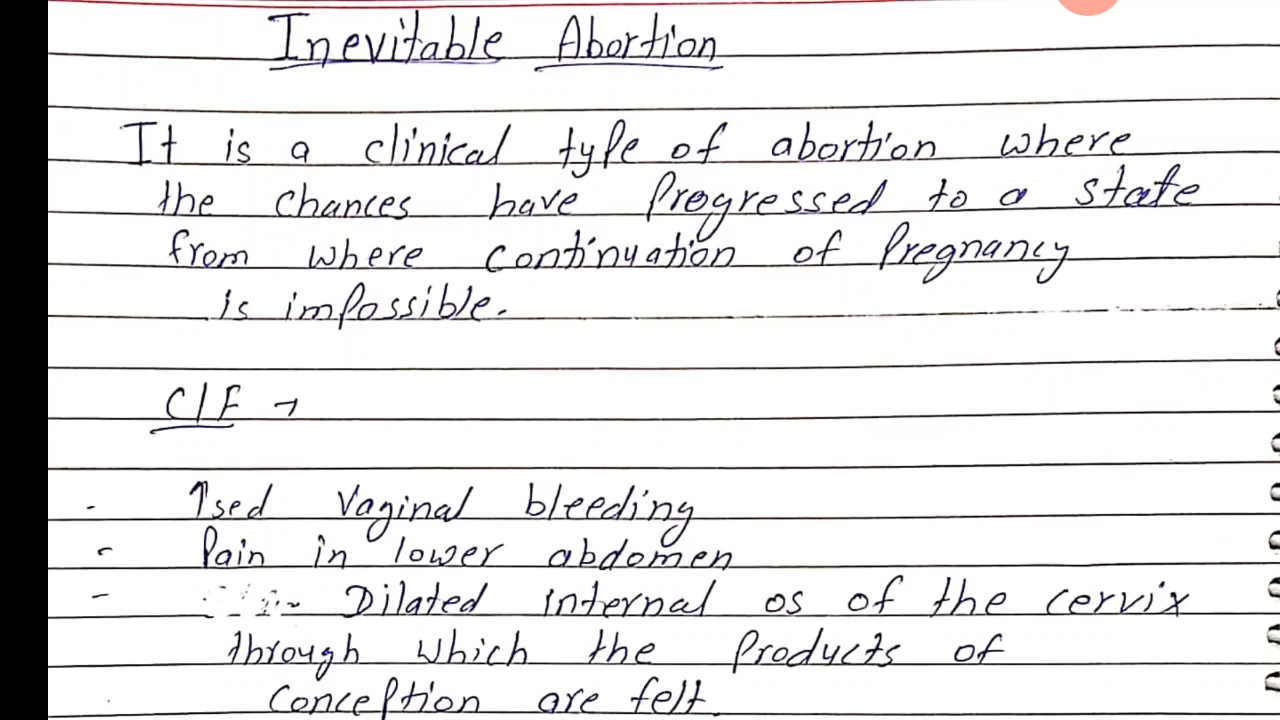 Inevitable Abortion
It is a clinical type of abortion where
the chances have progressed to a state
from where continuation of pregnancy
is impossible.
C/F →
- ↑sed Vaginal bleeding
- Pain in lower abdomen
- Dilated internal os of the cervix
through which the products of
conception are felt.